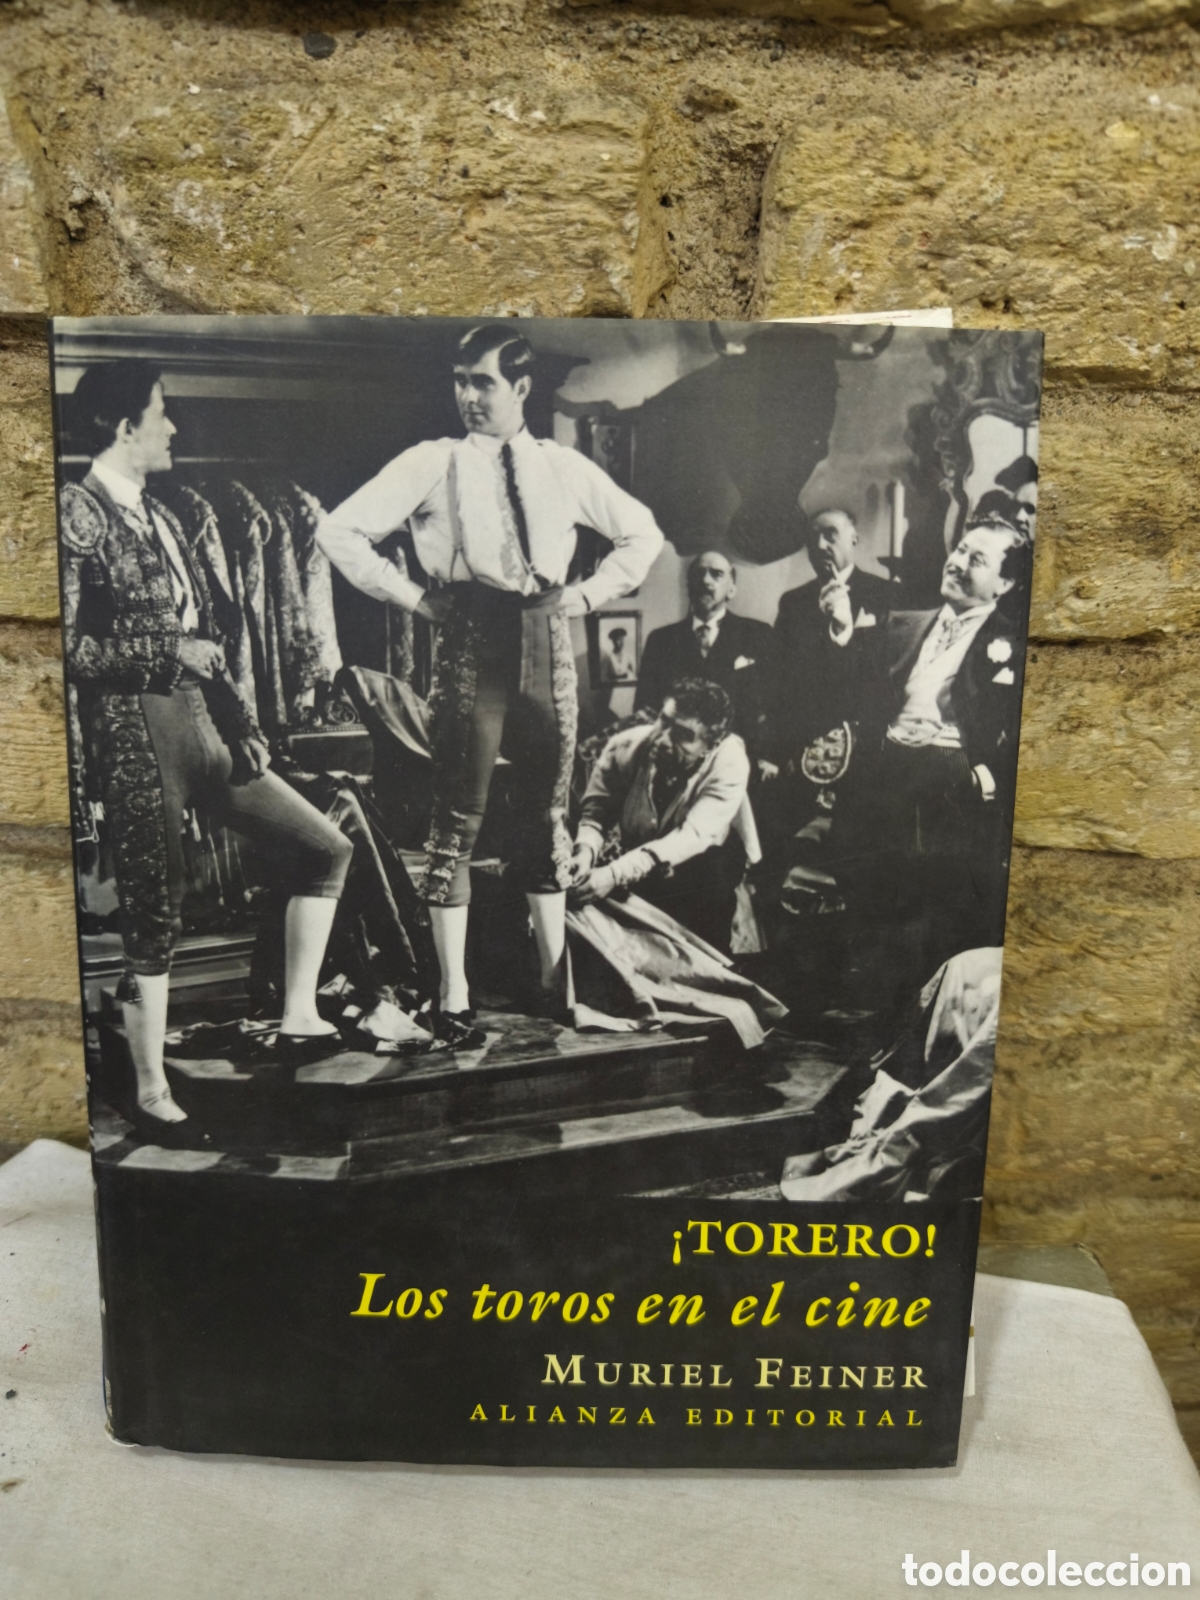 ¡TORERO!
Los toros en el cine
MURIEL FEINER
ALIANZA EDITORIAL
todocoleccion